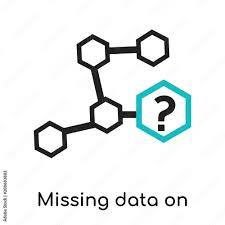 ?
Missing data on